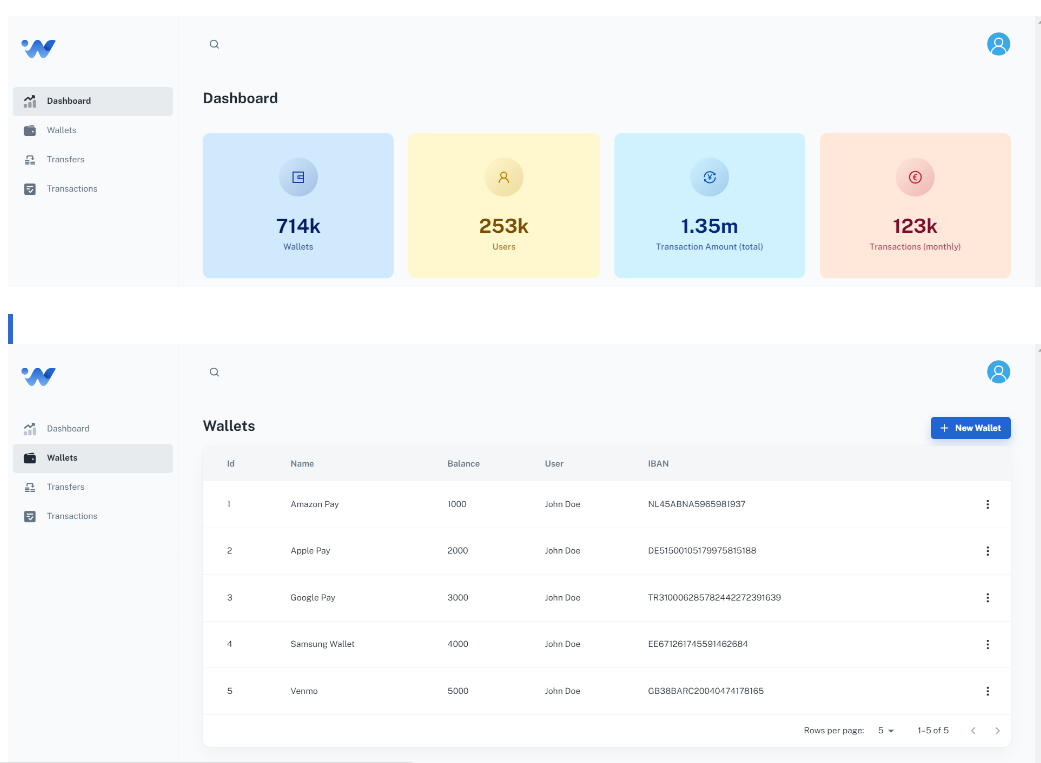 Dashboard
Wallets
Transfers
Transactions
Dashboard
714k
Wallets
253k
Users
1.35m
Transaction Amount (total)
123k
Transactions (monthly)
Dashboard
Wallets
Transfers
Transactions
Wallets
New Wallet
Id Name Balance User IBAN
1 Amazon Pay 1000 John Doe NL45ABNA5965981937
2 Apple Pay 2000 John Doe DE51500105179975815188
3 Google Pay 3000 John Doe TR310006285782442272391639
4 Samsung Wallet 4000 John Doe EE671261745591462684
5 Venmo 5000 John Doe GB38BARC20040474178165
Rows per page: 5 1–5 of 5